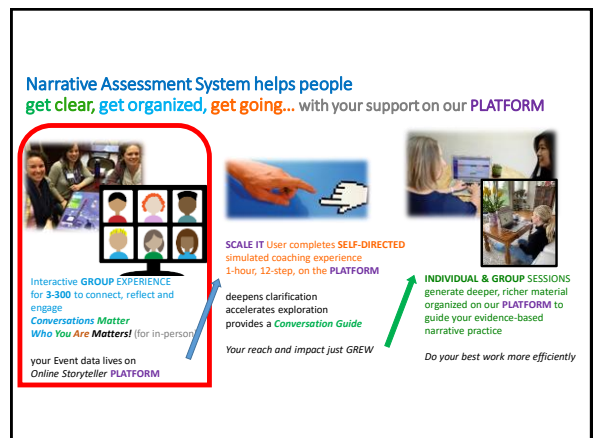 Narrative Assessment System helps people
get clear, get organized, get going... with your support on our PLATFORM
Interactive GROUP EXPERIENCE
for 3-300 to connect, reflect and
engage
Conversations Matter
Who You Are Matters! (for in-person
your Event data lives on
Online Storyteller PLATFORM
SCALE IT User completes SELF-DIRECTED
simulated coaching experience
1-hour, 12-step, on the PLATFORM
deepens clarification
accelerates exploration
provides a Conversation Guide
Your reach and impact just GREW
INDIVIDUAL & GROUP SESSIONS
generate deeper, richer material
organized on our PLATFORM to
guide your evidence-based
narrative practice
Do your best work more efficiently